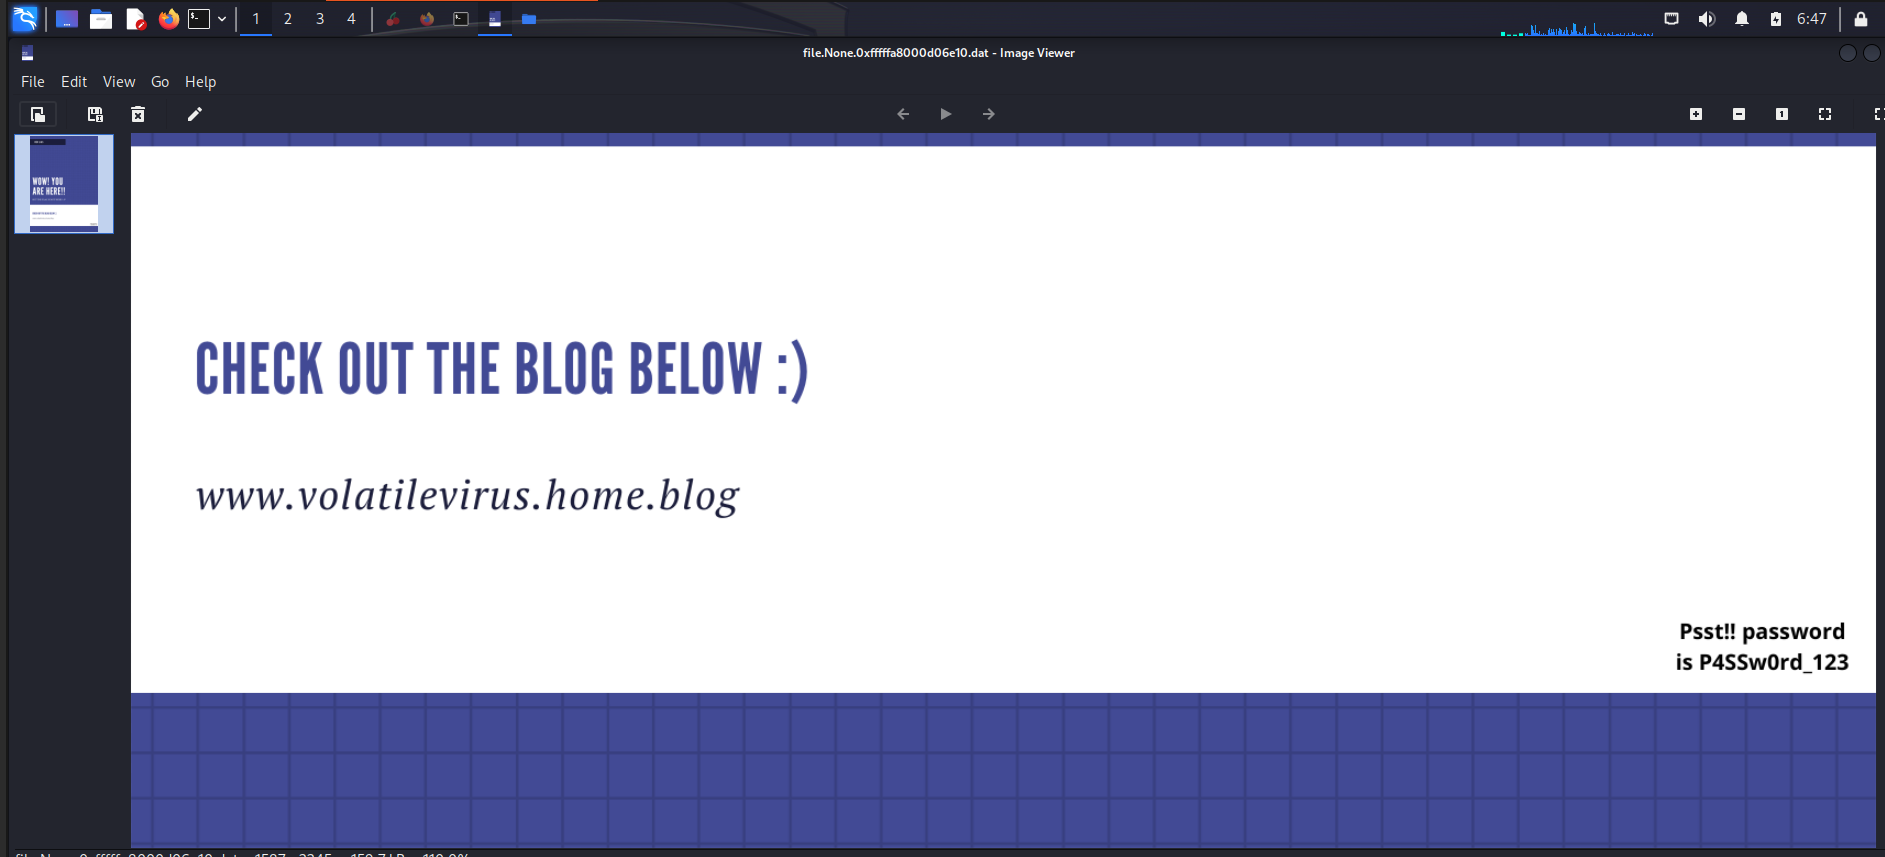 1 2 3 4
6:47
file.None.0xfffffa8000d06e10.dat - Image Viewer
File Edit View Go Help
WOW! YOU
ARE HERE!!
CHECK OUT THE BLOG BELOW :)
www.volatilevirus.home.blog
Psst!! password
is P4SSw0rd_123